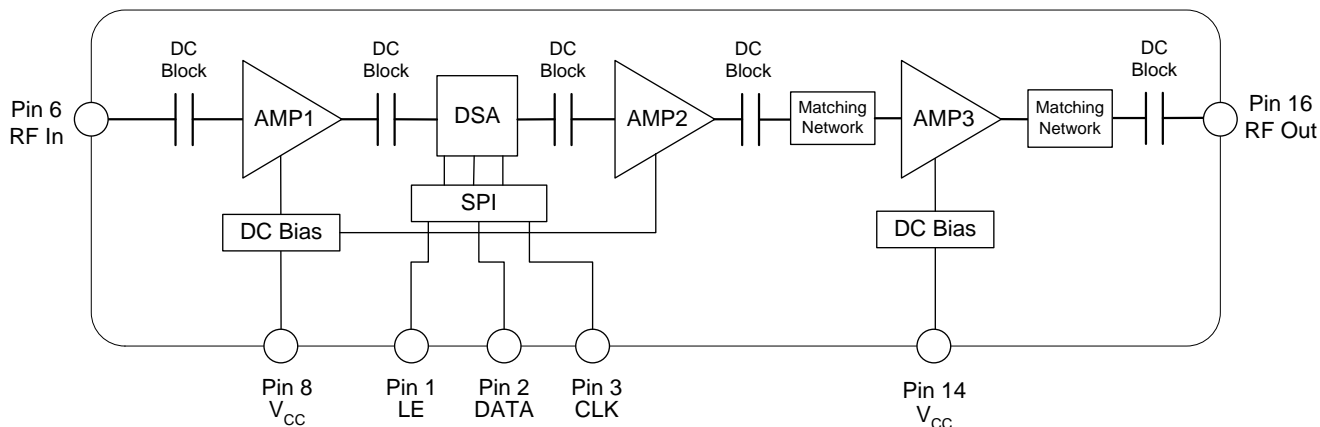 DC
Block
DC
Block
DC
Block
DC
Block
DC
Block
Pin 6
RF In
AMP1
DSA
AMP2
Matching
Network
AMP3
Matching
Network
Pin 16
RF Out
SPI
DC Bias
DC Bias
Pin 8
VCC
Pin 1
LE
Pin 2
DATA
Pin 3
CLK
Pin 14
VCC